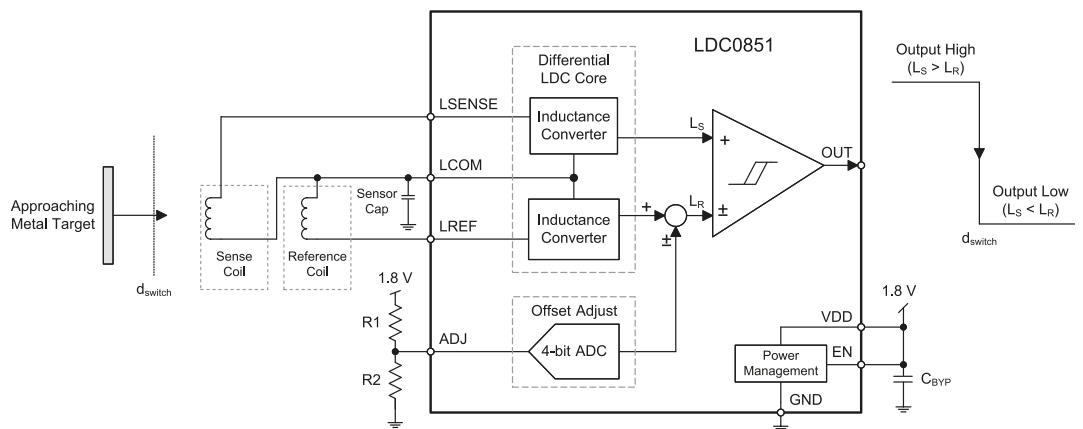 LDC0851
Differential
LDC Core
Output High
(L_S > L_R)
LSENSE
Inductance
Converter
L_S
+
OUT
LCOM
Approaching
Metal Target
Sensor
Cap
L_R
+
±
±
Output Low
(L_S < L_R)
LREF
Inductance
Converter
d_switch
Sense
Coil
Reference
Coil
d_switch
1.8 V
1.8 V
Offset Adjust
VDD
R1
ADJ
4-bit ADC
Power
Management
EN
R2
C_BYP
GND